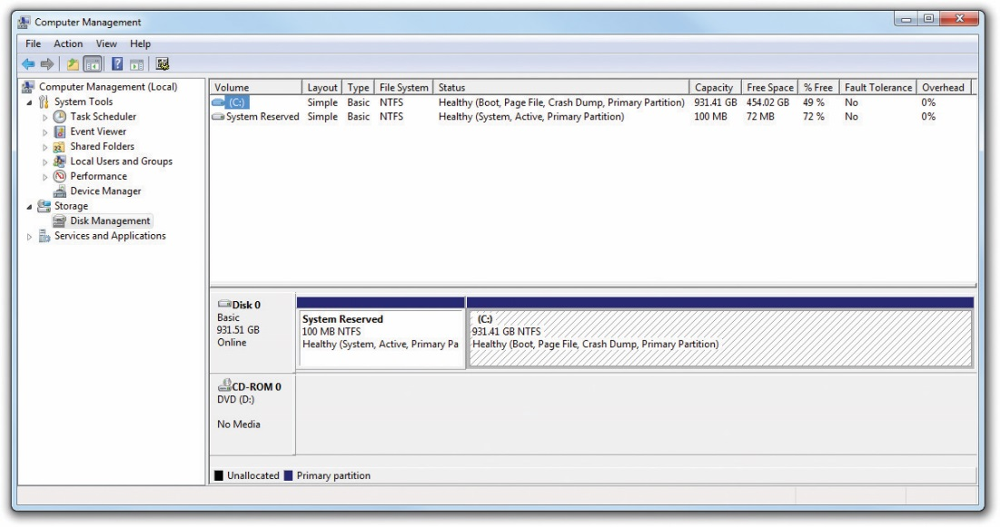 Computer Management
File Action View Help
Computer Management (Local)
System Tools
Task Scheduler
Event Viewer
Shared Folders
Local Users and Groups
Performance
Device Manager
Storage
Disk Management
Services and Applications
Volume Layout Type File System Status Capacity Free Space % Free Fault Tolerance Overhead
(C:) Simple Basic NTFS Healthy (Boot, Page File, Crash Dump, Primary Partition) 931.41 GB 454.02 GB 49 % No 0%
System Reserved Simple Basic NTFS Healthy (System, Active, Primary Partition) 100 MB 72 MB 72 % No 0%
Disk 0
Basic
931.51 GB
Online
System Reserved
100 MB NTFS
Healthy (System, Active, Primary Pa
(C:)
931.41 GB NTFS
Healthy (Boot, Page File, Crash Dump, Primary Partition)
CD-ROM 0
DVD (D:)
No Media
Unallocated Primary partition